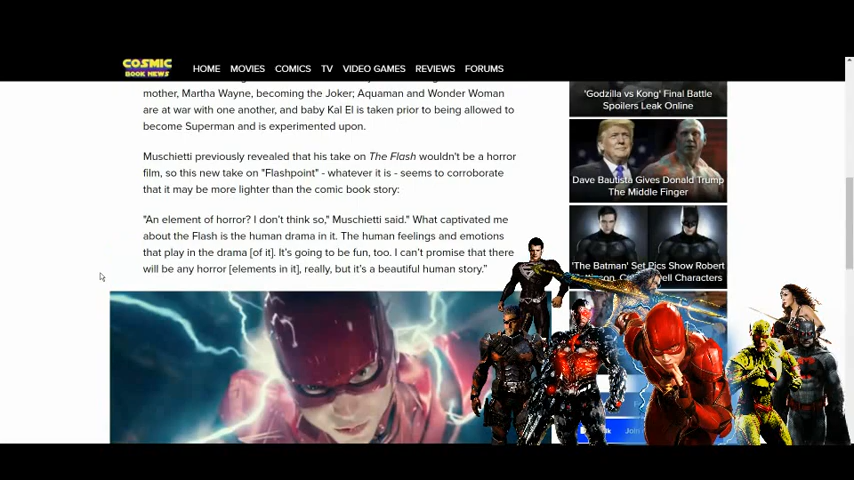 COSMIC
BOOK NEWS
HOME MOVIES COMICS TV VIDEO GAMES REVIEWS FORUMS
mother, Martha Wayne, becoming the Joker; Aquaman and Wonder Woman
are at war with one another, and baby Kal El is taken prior to being allowed to
become Superman and is experimented upon.
Muschietti previously revealed that his take on The Flash wouldn't be a horror
film, so this new take on "Flashpoint" - whatever it is - seems to corroborate
that it may be more lighter than the comic book story:
"An element of horror? I don't think so," Muschietti said." What captivated me
about the Flash is the human drama in it. The human feelings and emotions
that play in the drama [of it]. It's going to be fun, too. I can't promise that there
will be any horror [elements in it], really, but it's a beautiful human story."
'Godzilla vs Kong' Final Battle
Spoilers Leak Online
Dave Bautista Gives Donald Trump
The Middle Finger
'The Batman' Set Pics Show Robert
Characters